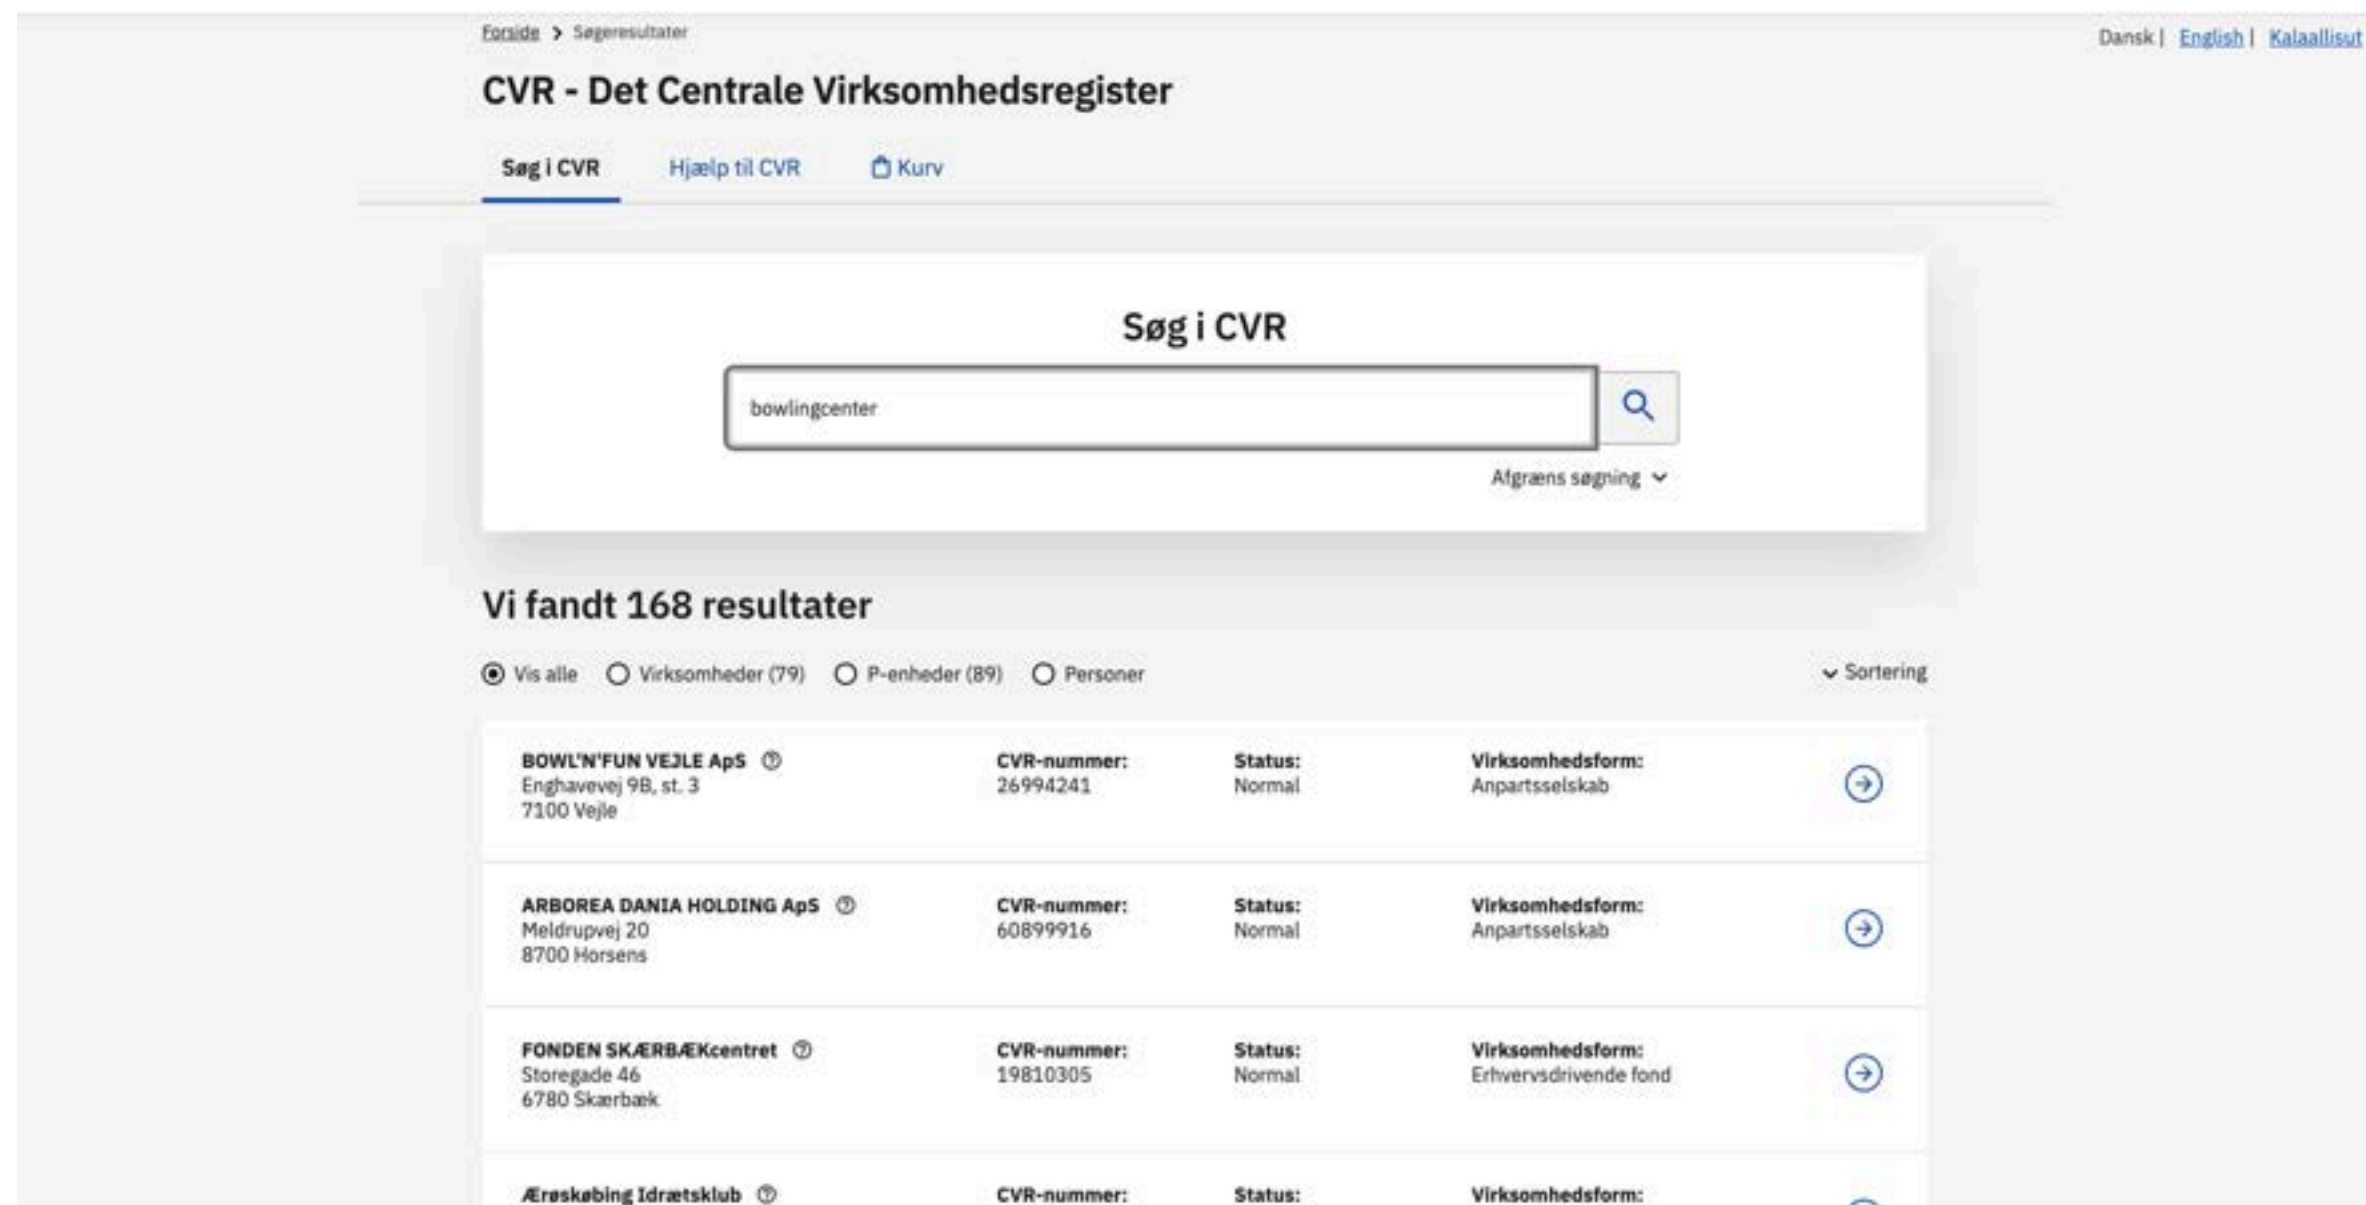 Forside > Søgeresultater
Dansk | English | Kalaallisut
CVR - Det Centrale Virksomhedsregister
Søg i CVR Hjælp til CVR Kurv
Søg i CVR
bowlingcenter
Afgræns søgning
Vi fandt 168 resultater
Vis alle Virksomheder (79) P-enheder (89) Personer Sortering
BOWL'N'FUN VEJLE ApS CVR-nummer: Status: Virksomhedsform:
Enghavevej 9B, st. 3 26994241 Normal Anpartsselskab
7100 Vejle
ARBOREA DANIA HOLDING ApS CVR-nummer: Status: Virksomhedsform:
Meldrupvej 20 60899916 Normal Anpartsselskab
8700 Horsens
FONDEN SKÆRBÆKcentret CVR-nummer: Status: Virksomhedsform:
Storegade 46 19810305 Normal Erhvervsdrivende fond
6780 Skærbæk
Ærøskøbing Idrætsklub CVR-nummer: Status: Virksomhedsform: